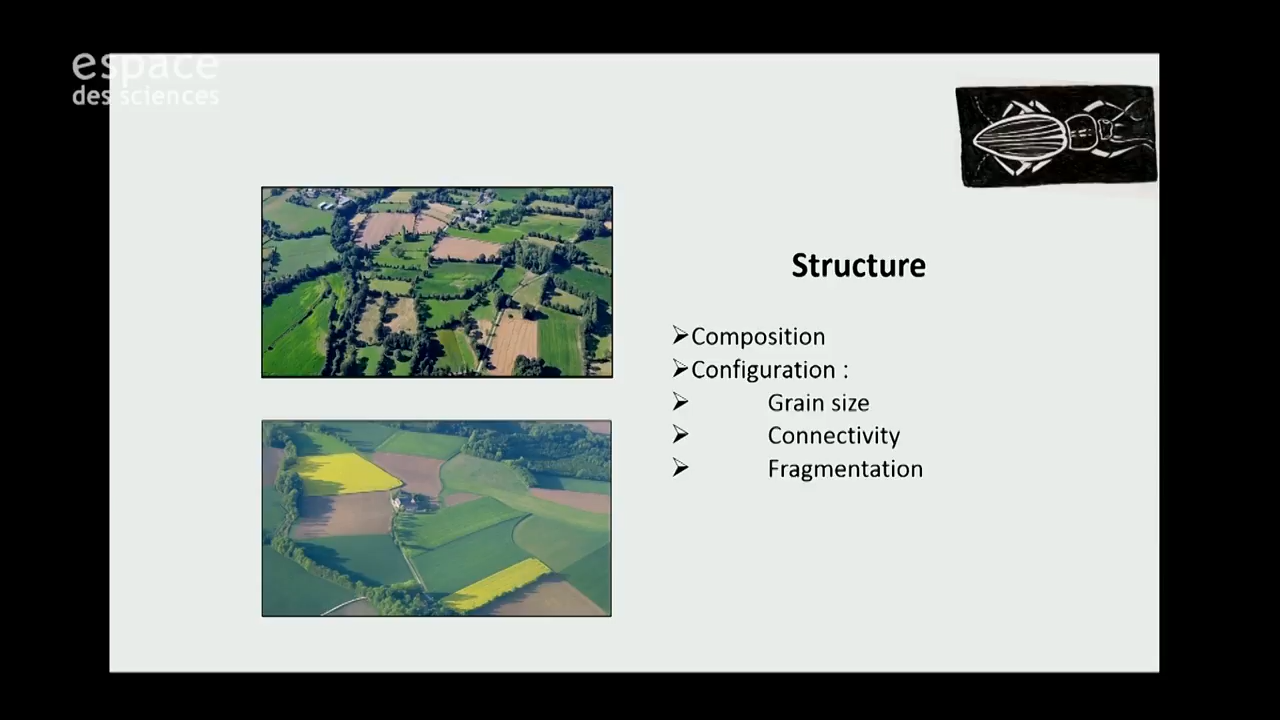 espace
des sciences
Structure
➢Composition
➢Configuration :
➢ Grain size
➢ Connectivity
➢ Fragmentation